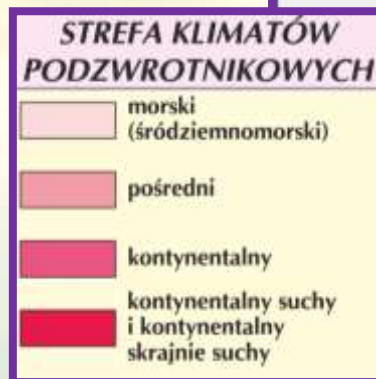 STREFA KLIMATÓW
PODZWROTNIKOWYCH
morski
(śródziemnomorski)
pośredni
kontynentalny
kontynentalny suchy
i kontynentalny
skrajnie suchy